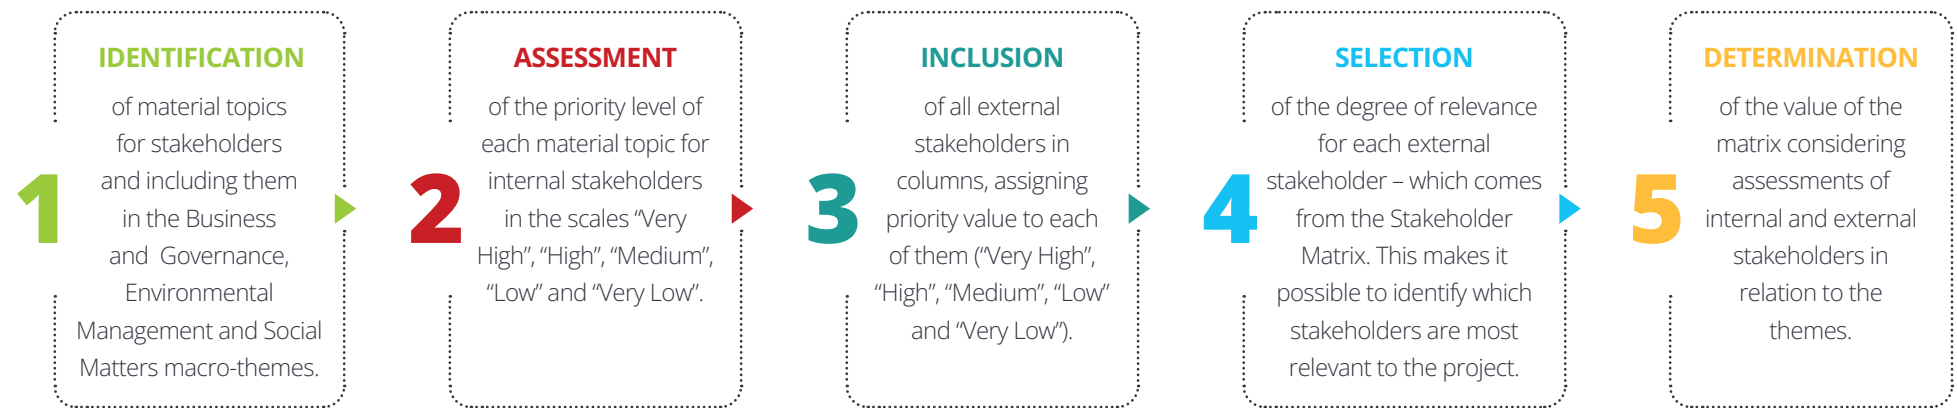 1
IDENTIFICATION
of material topics
for stakeholders
and including them
in the Business
and  Governance,
Environmental
Management and Social
Matters macro-themes.
2
ASSESSMENT
of the priority level of
each material topic for
internal stakeholders
in the scales “Very
High”, “High”, “Medium”,
“Low” and “Very Low”.
3
INCLUSION
of all external
stakeholders in
columns, assigning
priority value to each
of them (“Very High”,
“High”, “Medium”, “Low”
and “Very Low”).
4
SELECTION
of the degree of relevance
for each external
stakeholder – which comes
from the Stakeholder
Matrix. This makes it
possible to identify which
stakeholders are most
relevant to the project.
5
DETERMINATION
of the value of the
matrix considering
assessments of
internal and external
stakeholders in
relation to the
themes.